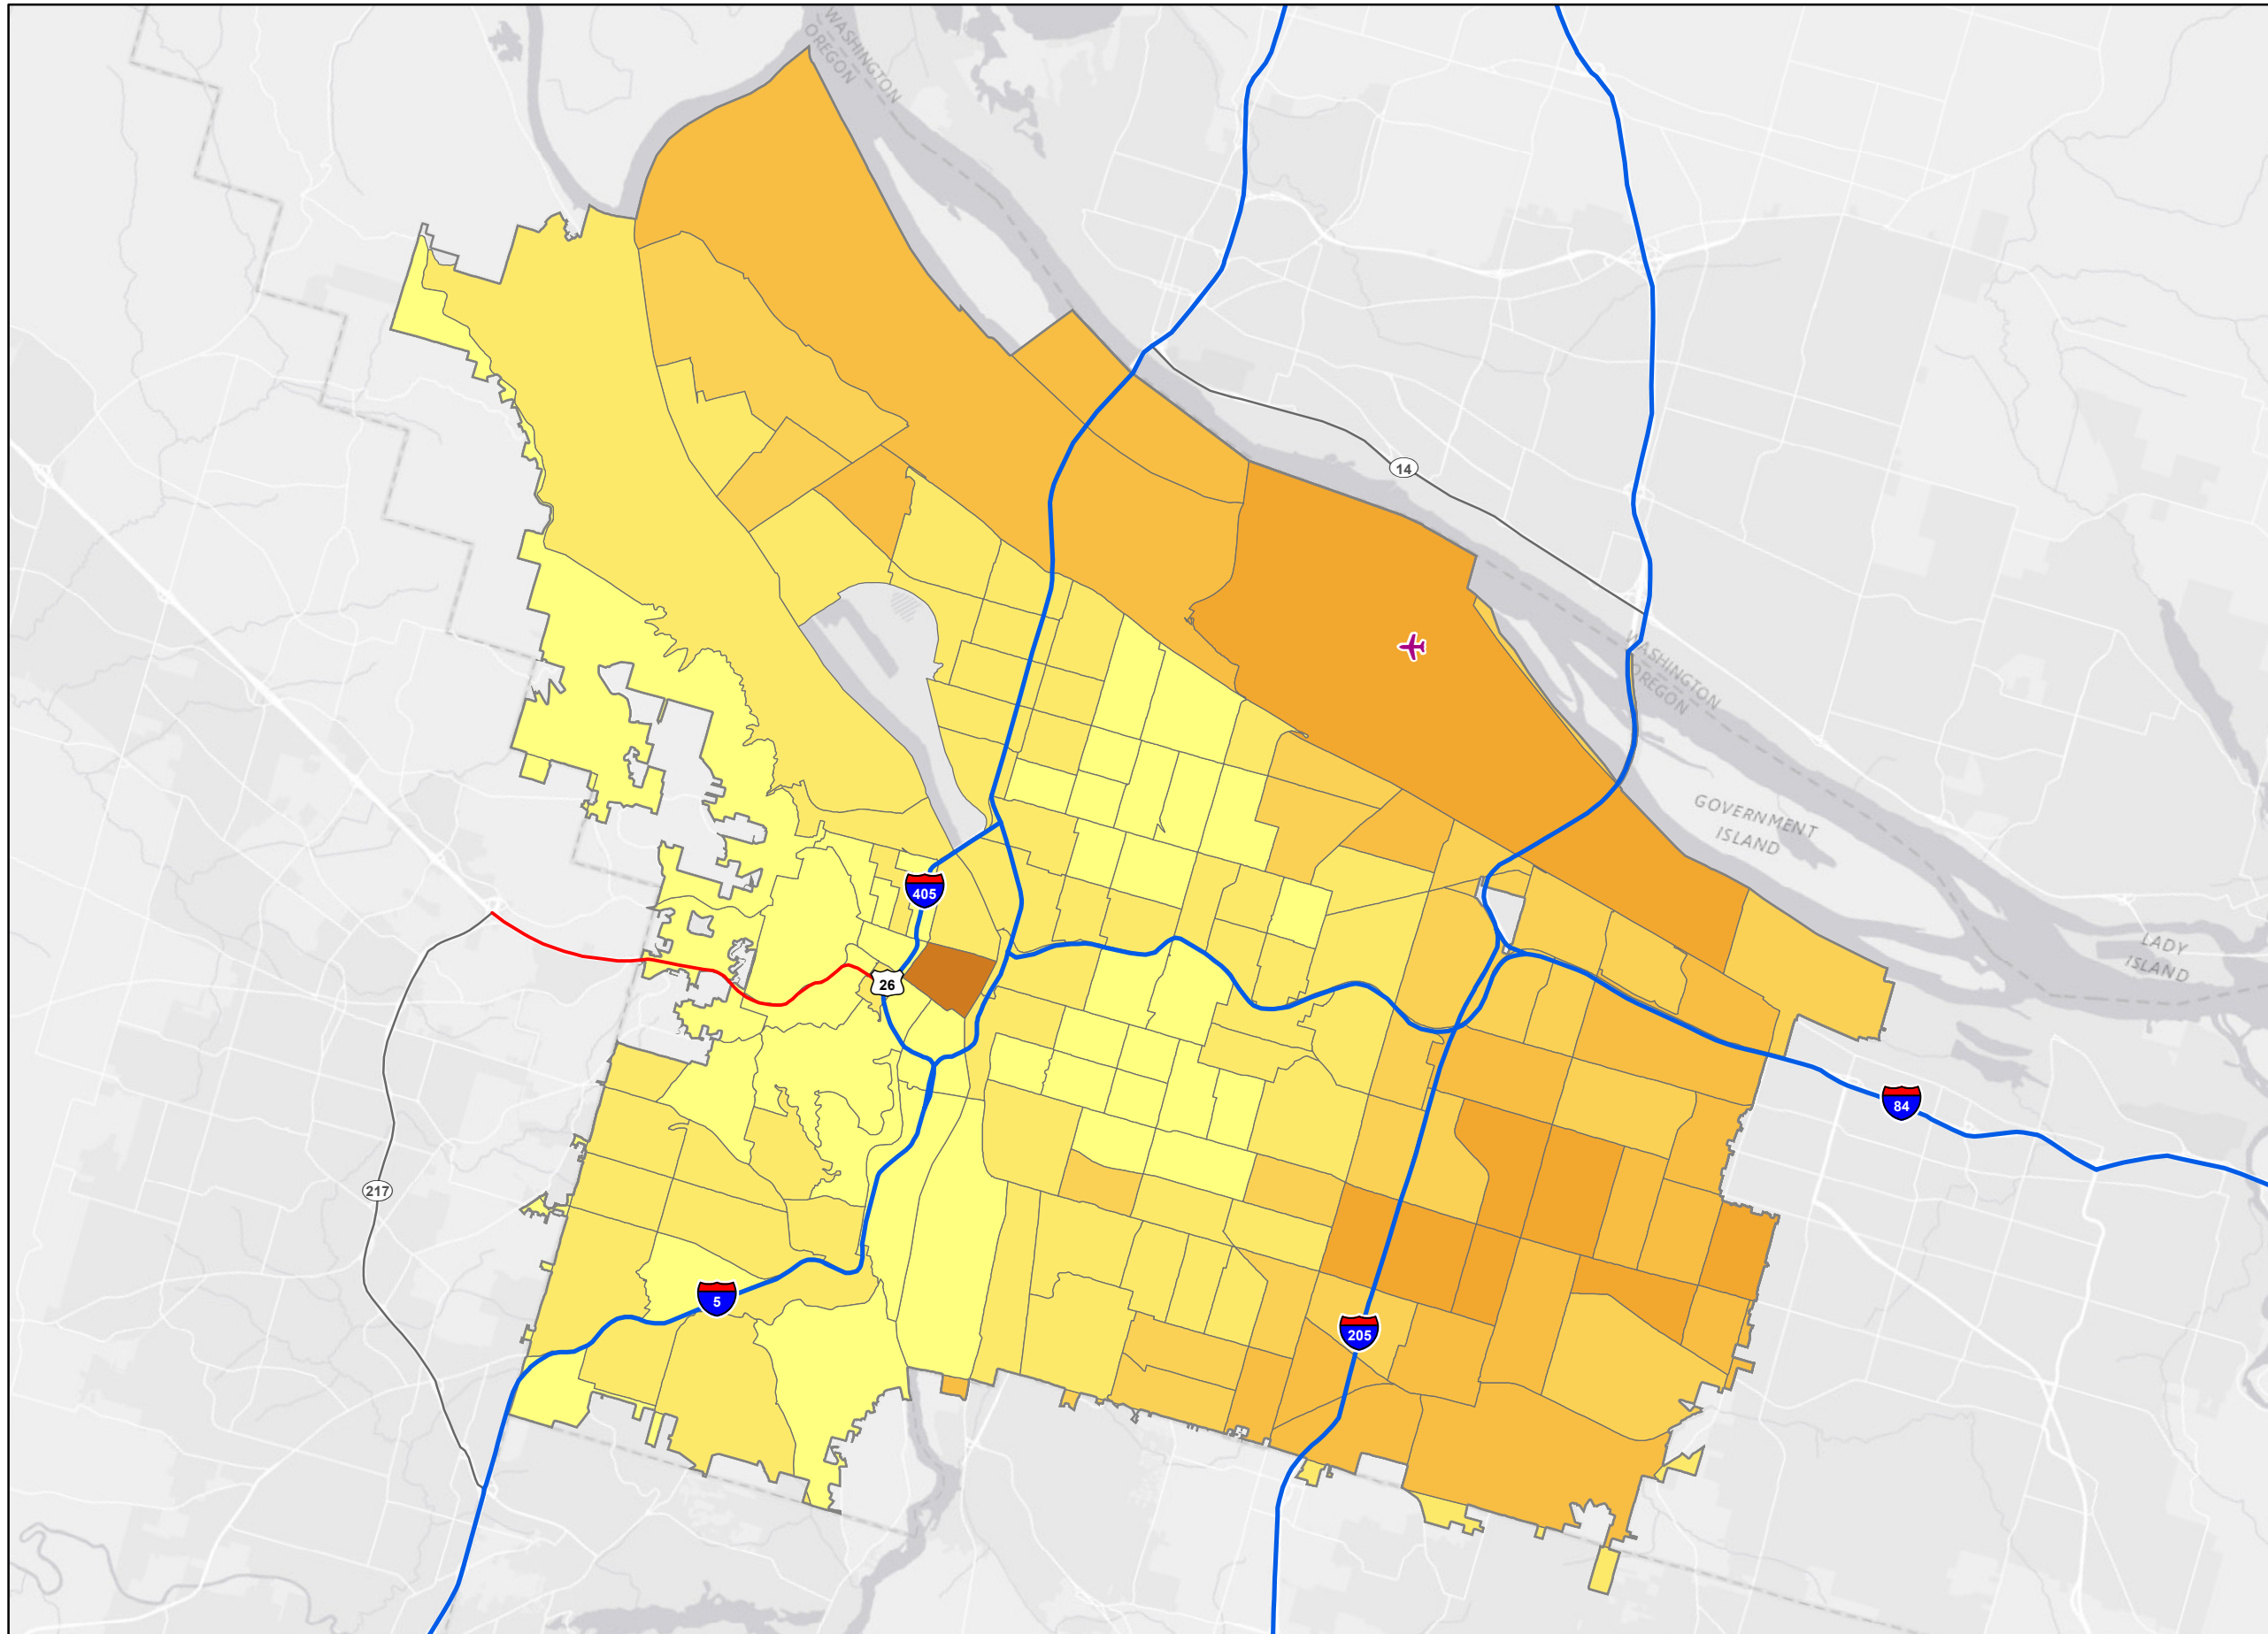 WASHINGTON
OREGON
14
WASHINGTON
OREGON
GOVERNMENT
ISLAND
405
LADY
ISLAND
26
84
217
5
205